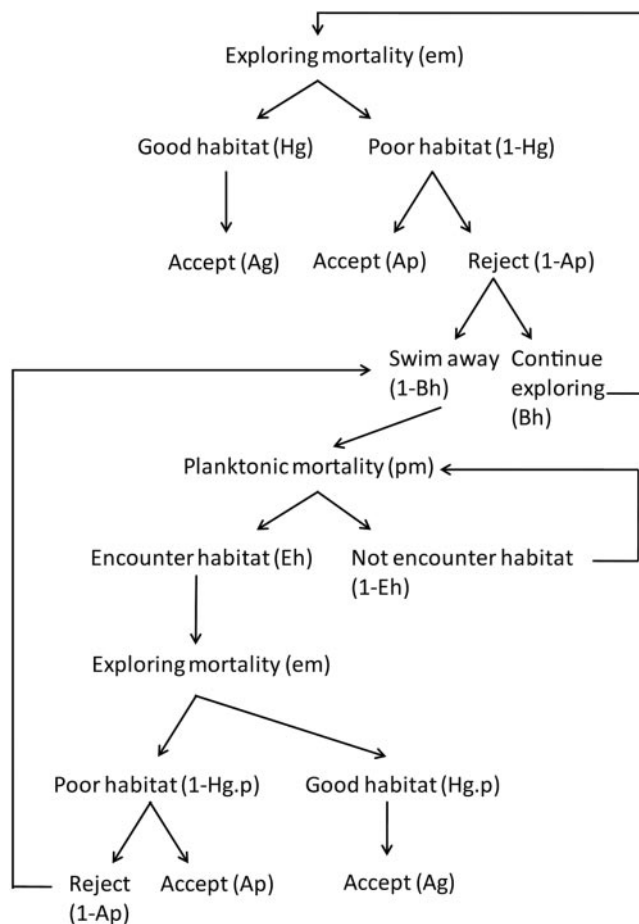 Exploring mortality (em)
Good habitat (Hg)
Poor habitat (1-Hg)
Accept (Ag)
Accept (Ap)
Reject (1-Ap)
Swim away
(1-Bh)
Continue
exploring
(Bh)
Planktonic mortality (pm)
Encounter habitat (Eh)
Not encounter habitat
(1-Eh)
Exploring mortality (em)
Poor habitat (1-Hg.p)
Good habitat (Hg.p)
Reject
(1-Ap)
Accept (Ap)
Accept (Ag)